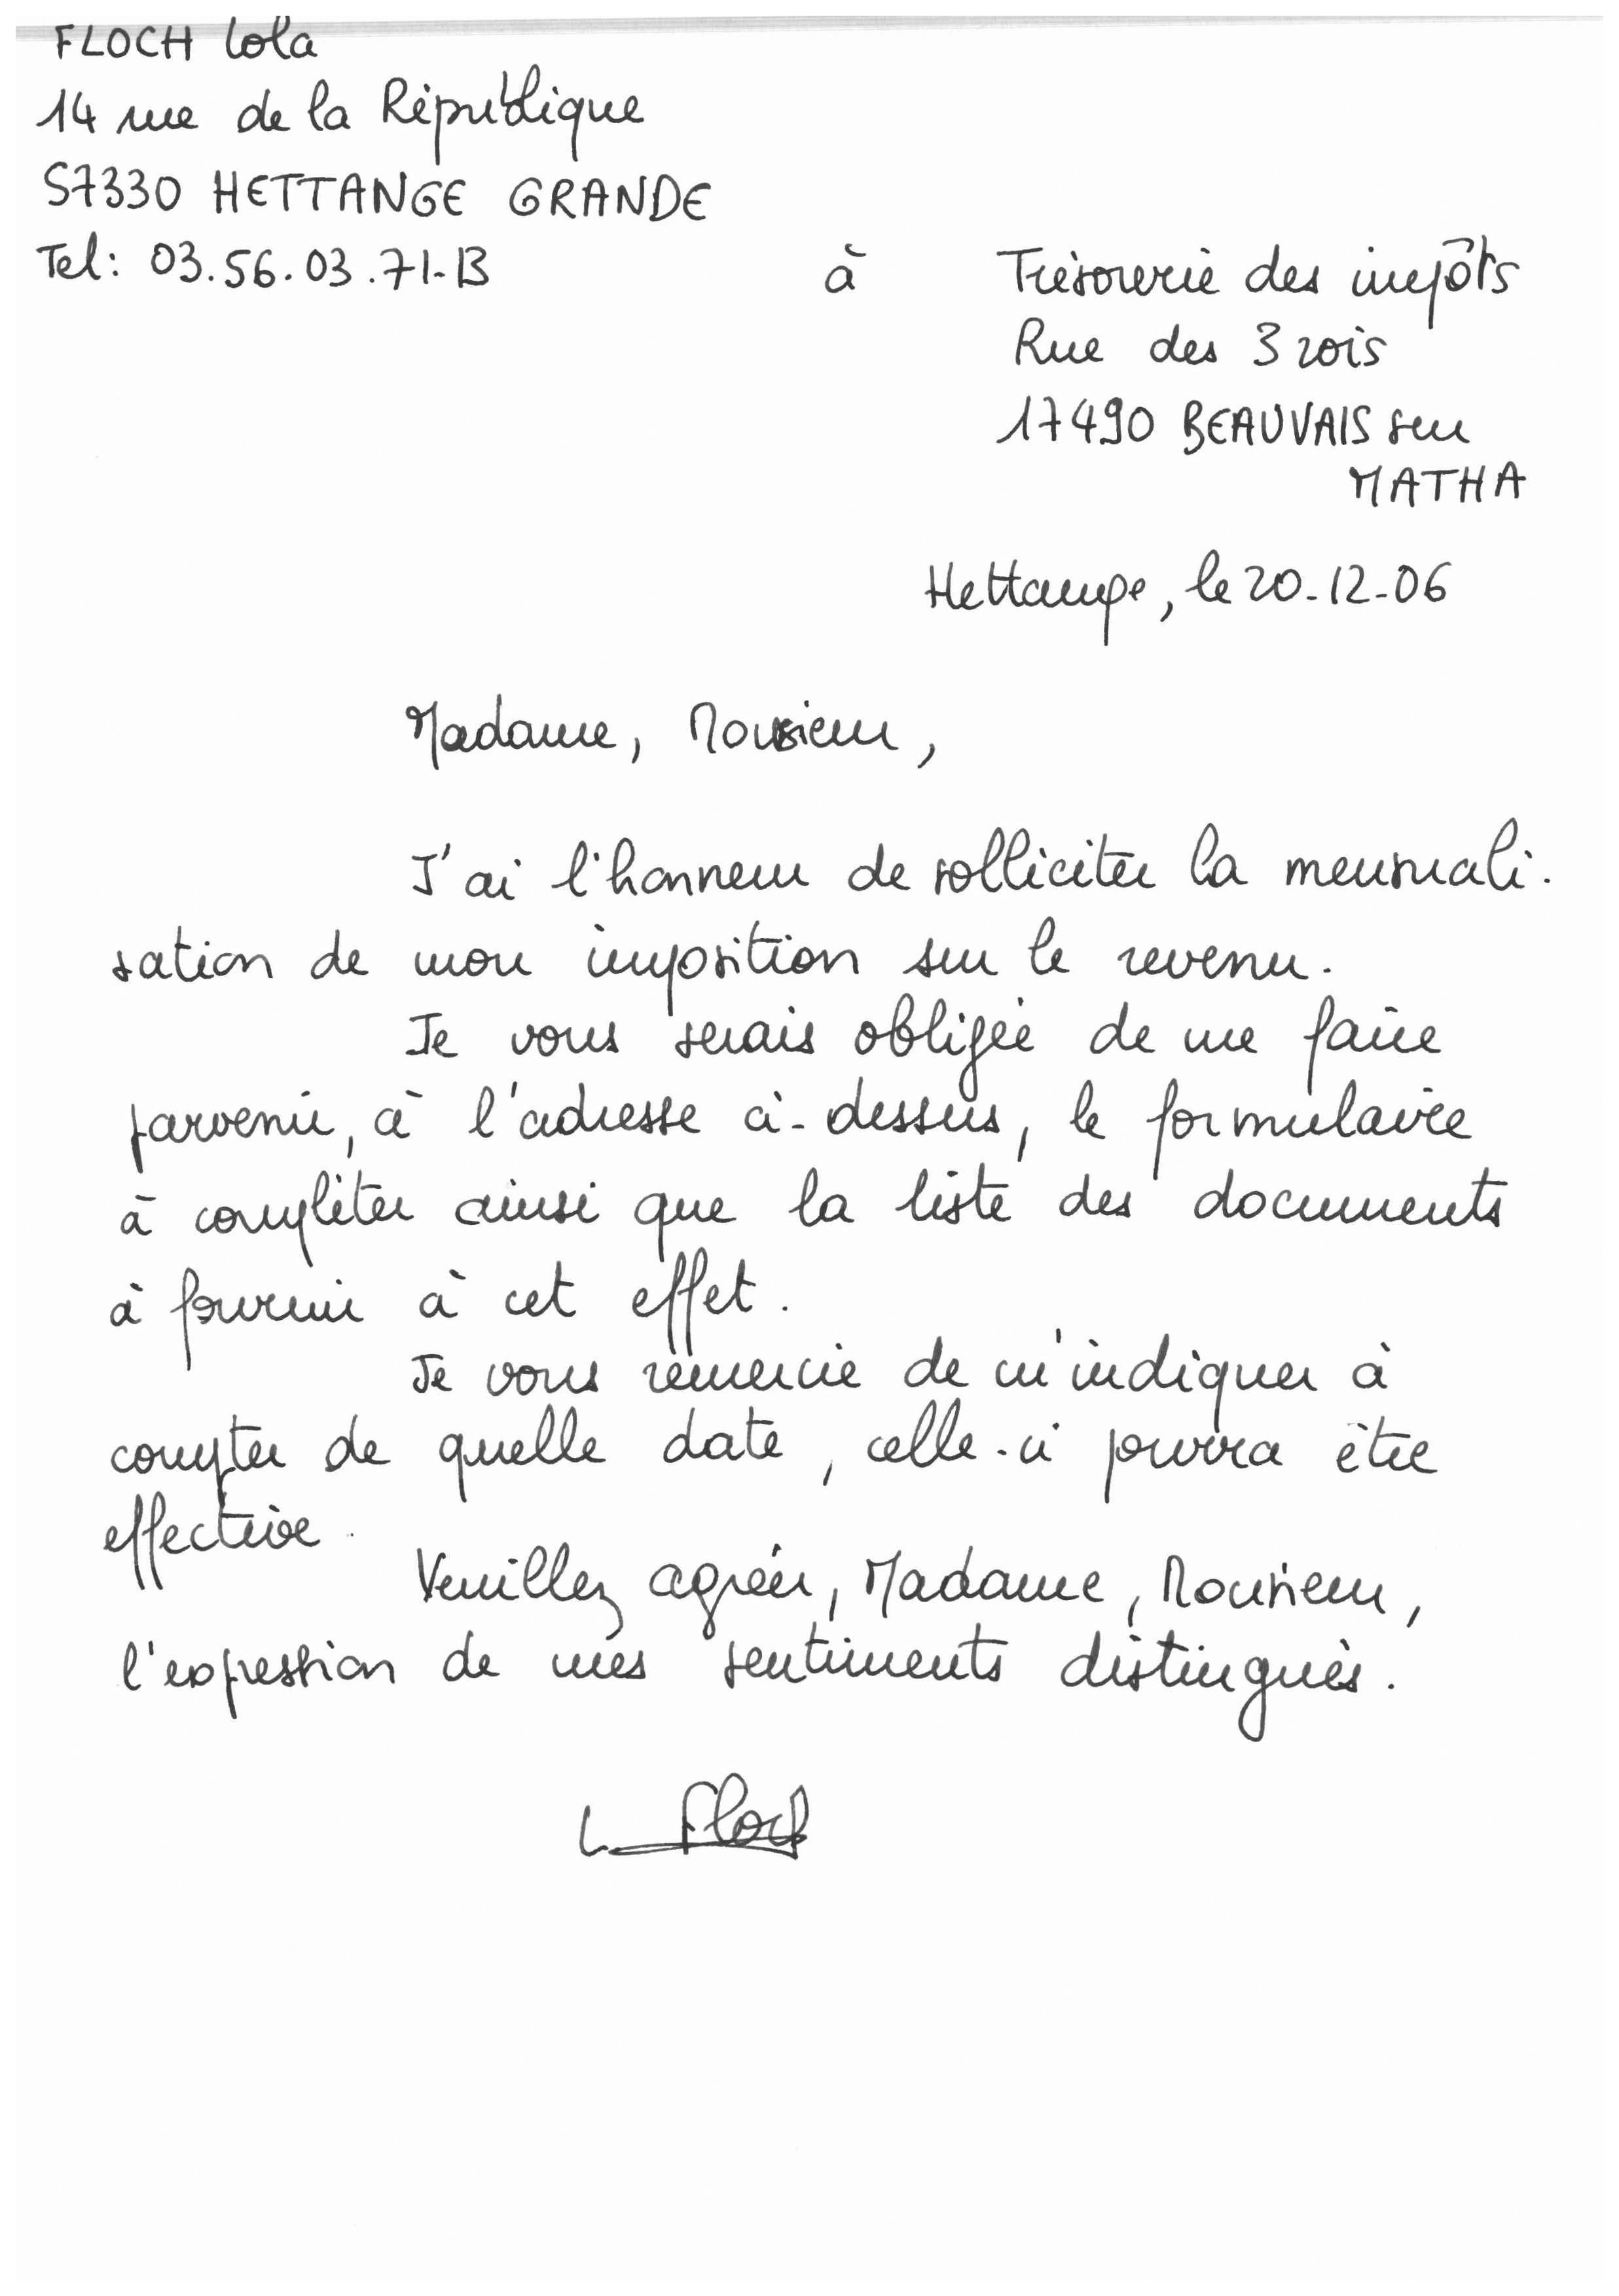 FLOCH Lola
14 rue de la République
57330 HETTANGE GRANDE
Tel: 03.56.03.71.13
à Trésorerie des impôts
Rue des 3 rois
17490 BEAUVAIS sur
MATHA
Hettange, le 20-12-06
Madame, Monsieur,
J'ai l'honneur de solliciter la mensuali-
sation de mon imposition sur le revenu.
Je vous serais obligée de me faire
parvenir, à l'adresse ci-dessus, le formulaire
à compléter ainsi que la liste des documents
à fournir à cet effet.
Je vous remercie de m'indiquer à
compter de quelle date, celle-ci pourra être
effective.
Veuillez agréer, Madame, Monsieur,
l'expression de mes sentiments distingués.
L. Floch